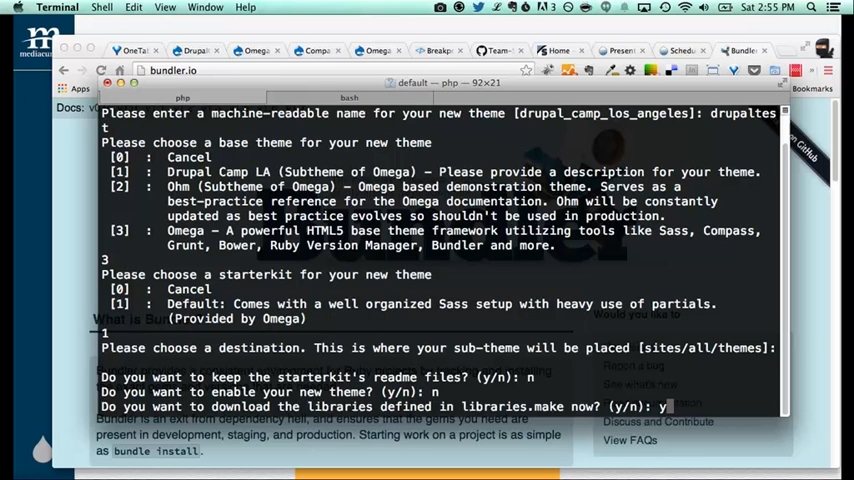 Terminal Shell Edit View Window Help
3
Sat 2:55 PM
OneTa
Drupal
Omega
Compa
Omega
Breakp
Team-
Home -
Present
Schedu
Bundler
bundler.io
Apps
Bookmarks
default — php — 92×21
php
bash
Docs:
on GitHub
Please enter a machine-readable name for your new theme [drupal_camp_los_angeles]: drupaltes
t
Please choose a base theme for your new theme
[0] : Cancel
[1] : Drupal Camp LA (Subtheme of Omega) - Please provide a description for your theme.
[2] : Ohm (Subtheme of Omega) - Omega based demonstration theme. Serves as a
best-practice reference for the Omega documentation. Ohm will be constantly
updated as best practice evolves so shouldn't be used in production.
[3] : Omega - A powerful HTML5 base theme framework utilizing tools like Sass, Compass,
Grunt, Bower, Ruby Version Manager, Bundler and more.
3
Please choose a starterkit for your new theme
[0] : Cancel
[1] : Default: Comes with a well organized Sass setup with heavy use of partials.
(Provided by Omega)
1
Please choose a destination. This is where your sub-theme will be placed [sites/all/themes]:
Do you want to keep the starterkit's readme files? (y/n): n
Do you want to enable your new theme? (y/n): n
Do you want to download the libraries defined in libraries.make now? (y/n): y
What is Bun
Bundler is an exit from dependency hell, and ensures that the gems you need are
present in development, staging, and production. Starting work on a project is as simple
as bundle install.
would you like to
Report a bug
See what's new
Discuss and Contribute
View FAQs